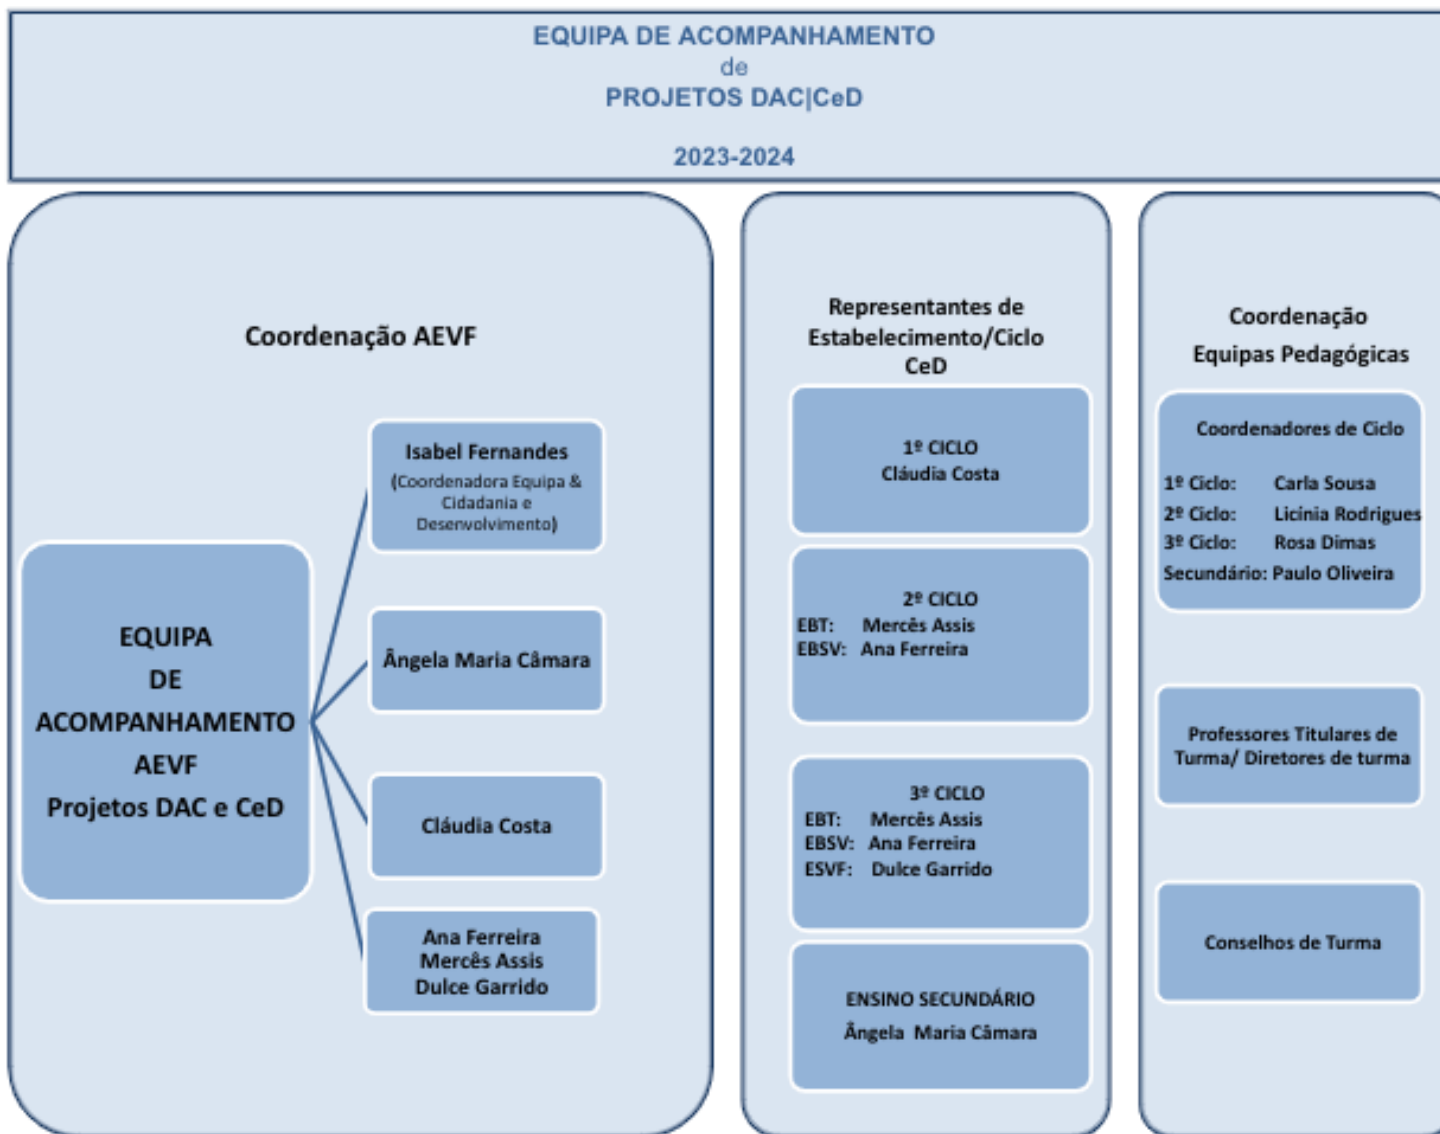 EQUIPA DE ACOMPANHAMENTO
de
PROJETOS DAC|CeD
2023-2024
Coordenação AEVF
EQUIPA
DE
ACOMPANHAMENTO
AEVF
Projetos DAC e CeD
Isabel Fernandes
(Coordenadora Equipa &
Cidadania e
Desenvolvimento)
Ângela Maria Câmara
Cláudia Costa
Ana Ferreira
Mercês Assis
Dulce Garrido
Representantes de
Estabelecimento/Ciclo
CeD
1º CICLO
Cláudia Costa
2º CICLO
EBT: Mercês Assis
EBSV: Ana Ferreira
3º CICLO
EBT: Mercês Assis
EBSV: Ana Ferreira
ESVF: Dulce Garrido
ENSINO SECUNDÁRIO
Ângela Maria Câmara
Coordenação
Equipas Pedagógicas
Coordenadores de Ciclo
1º Ciclo: Carla Sousa
2º Ciclo: Licínia Rodrigues
3º Ciclo: Rosa Dimas
Secundário: Paulo Oliveira
Professores Titulares de
Turma/ Diretores de turma
Conselhos de Turma